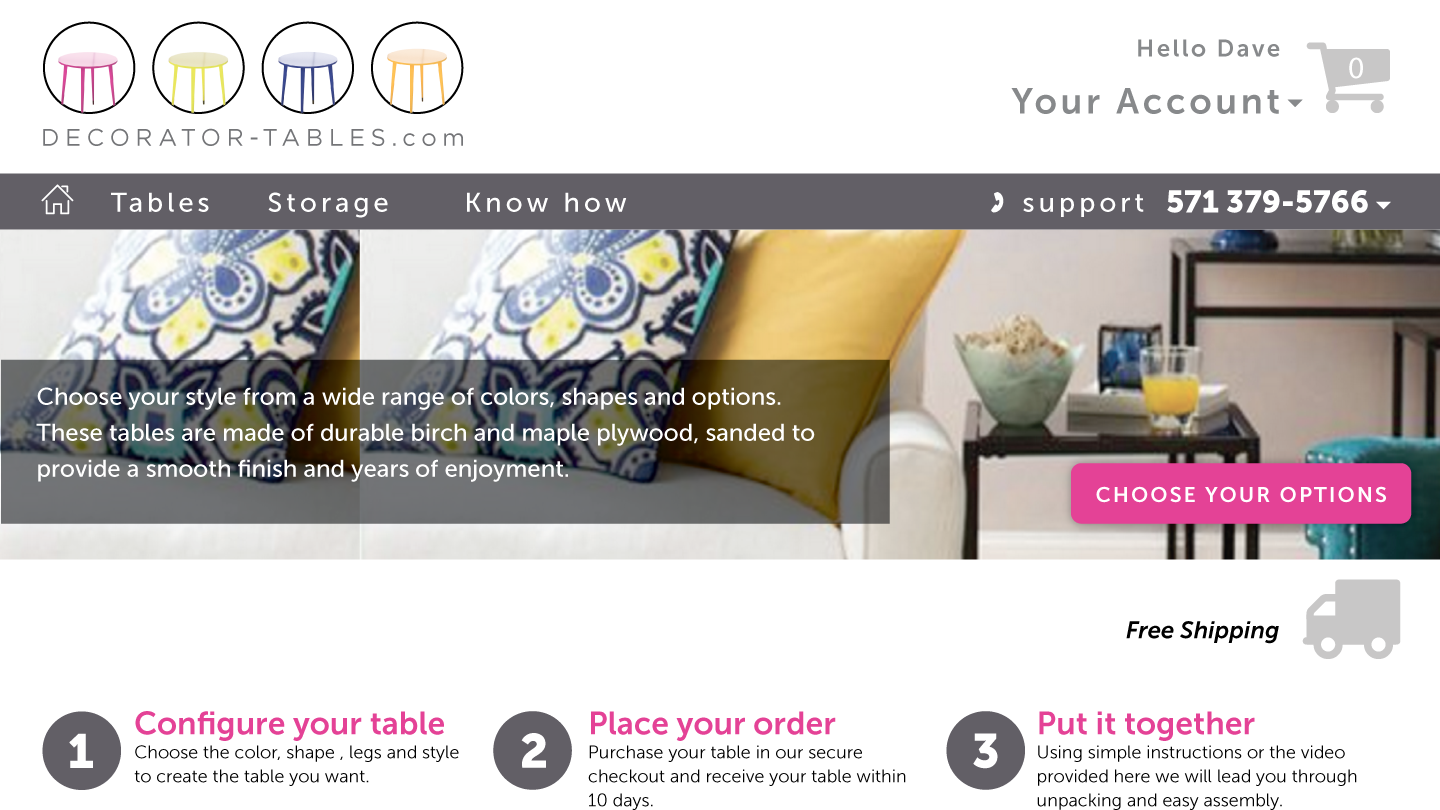 DECORATOR-TABLES.com
Hello Dave
0
Your Account
Tables Storage Know how support 571 379-5766
Choose your style from a wide range of colors, shapes and options.
These tables are made of durable birch and maple plywood, sanded to
provide a smooth finish and years of enjoyment.
CHOOSE YOUR OPTIONS
Free Shipping
1
Configure your table
Choose the color, shape , legs and style
to create the table you want.
2
Place your order
Purchase your table in our secure
checkout and receive your table within
10 days.
3
Put it together
Using simple instructions or the video
provided here we will lead you through
unpacking and easy assembly.